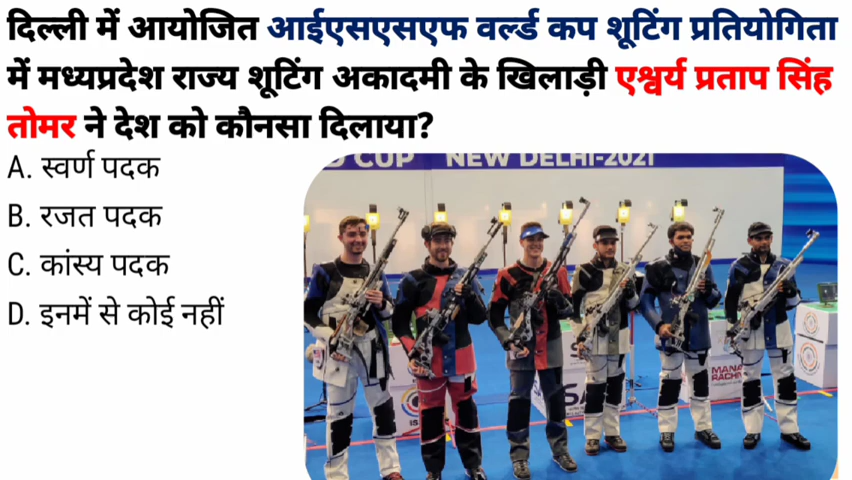 दिल्ली में आयोजित आईएसएसएफ वर्ल्ड कप शूटिंग प्रतियोगिता
में मध्यप्रदेश राज्य शूटिंग अकादमी के खिलाड़ी एश्वर्य प्रताप सिंह
तोमर ने देश को कौनसा दिलाया?
A. स्वर्ण पदक
B. रजत पदक
C. कांस्य पदक
D. इनमें से कोई नहीं
CUP NEW DELHI-2021